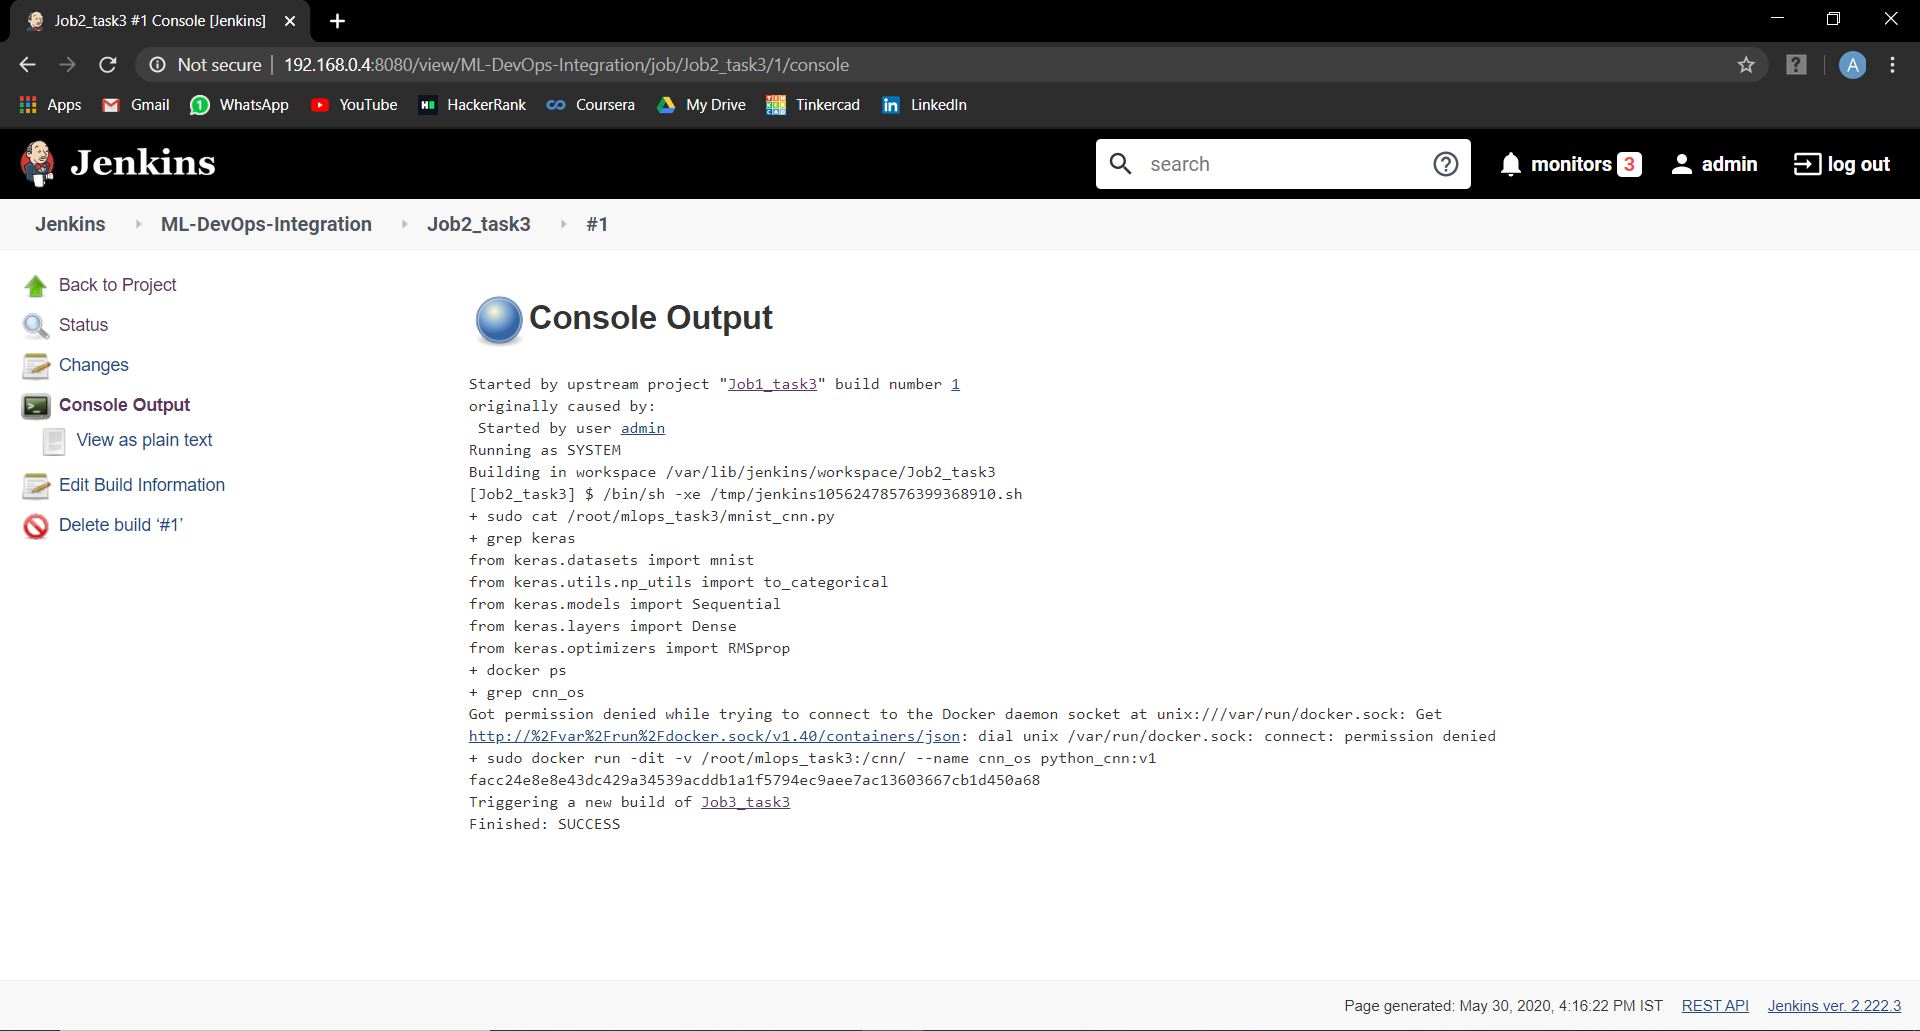 Job2_task3 #1 Console [Jenkins]
Not secure | 192.168.0.4:8080/view/ML-DevOps-Integration/job/Job2_task3/1/console
A
Apps Gmail WhatsApp YouTube HackerRank Coursera My Drive Tinkercad LinkedIn
Jenkins
search
monitors 3
admin
log out
Jenkins ML-DevOps-Integration Job2_task3 #1
Back to Project
Status
Changes
Console Output
View as plain text
Edit Build Information
Delete build ‘#1’
Console Output
Started by upstream project "Job1_task3" build number 1
originally caused by:
Started by user admin
Running as SYSTEM
Building in workspace /var/lib/jenkins/workspace/Job2_task3
[Job2_task3] $ /bin/sh -xe /tmp/jenkins10562478576399368910.sh
+ sudo cat /root/mlops_task3/mnist_cnn.py
+ grep keras
from keras.datasets import mnist
from keras.utils.np_utils import to_categorical
from keras.models import Sequential
from keras.layers import Dense
from keras.optimizers import RMSprop
+ docker ps
+ grep cnn_os
Got permission denied while trying to connect to the Docker daemon socket at unix:///var/run/docker.sock: Get
http://%2Fvar%2Frun%2Fdocker.sock/v1.40/containers/json: dial unix /var/run/docker.sock: connect: permission denied
+ sudo docker run -dit -v /root/mlops_task3:/cnn/ --name cnn_os python_cnn:v1
facc24e8e8e43dc429a34539acddb1a1f5794ec9aee7ac13603667cb1d450a68
Triggering a new build of Job3_task3
Finished: SUCCESS
Page generated: May 30, 2020, 4:16:22 PM IST REST API Jenkins ver. 2.222.3